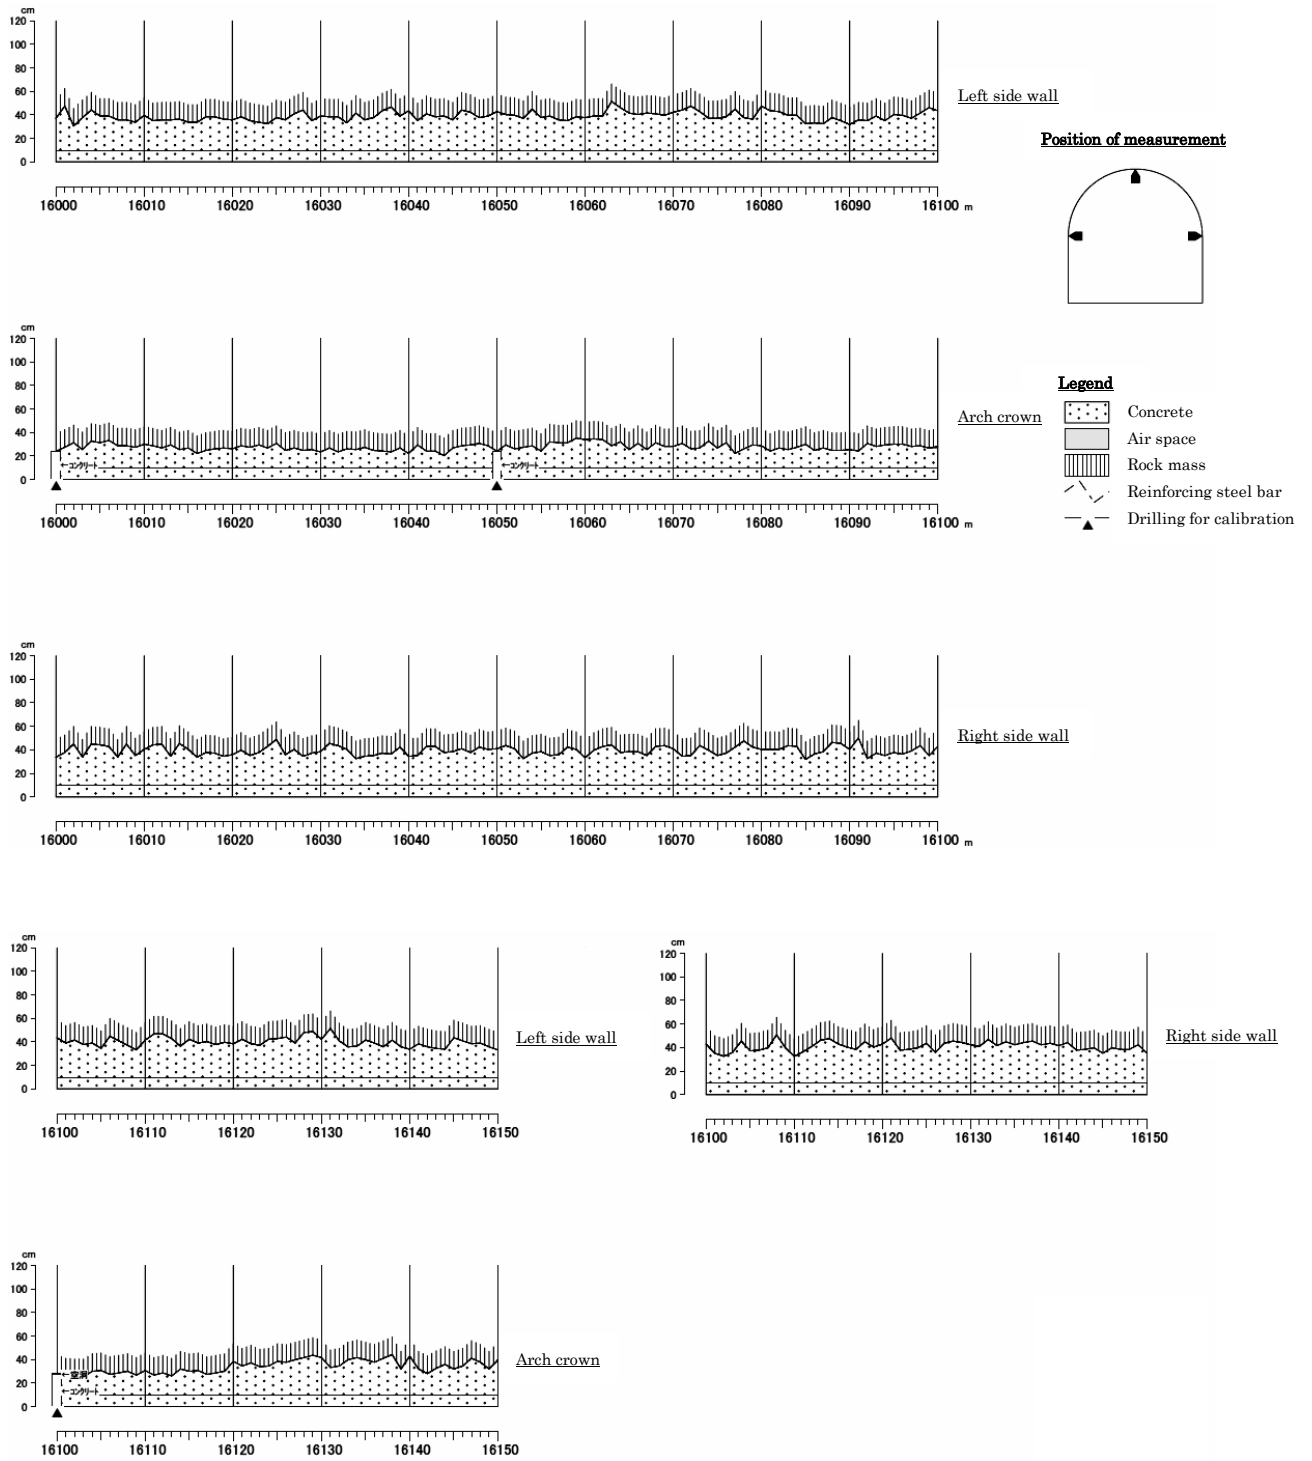 cm
120
100
80
60
40
20
0
16000 16010 16020 16030 16040 16050 16060 16070 16080 16090 16100 m
Left side wall
Position of measurement
cm
120
100
80
60
40
20
0
←コンクリート ←コンクリート
16000 16010 16020 16030 16040 16050 16060 16070 16080 16090 16100 m
Arch crown
Legend
Concrete
Air space
Rock mass
Reinforcing steel bar
Drilling for calibration
cm
120
100
80
60
40
20
0
16000 16010 16020 16030 16040 16050 16060 16070 16080 16090 16100 m
Right side wall
cm
120
100
80
60
40
20
0
16100 16110 16120 16130 16140 16150
Left side wall
cm
120
100
80
60
40
20
0
16100 16110 16120 16130 16140 16150
Right side wall
cm
120
100
80
60
40
20
0
←空洞
←コンクリート
16100 16110 16120 16130 16140 16150
Arch crown